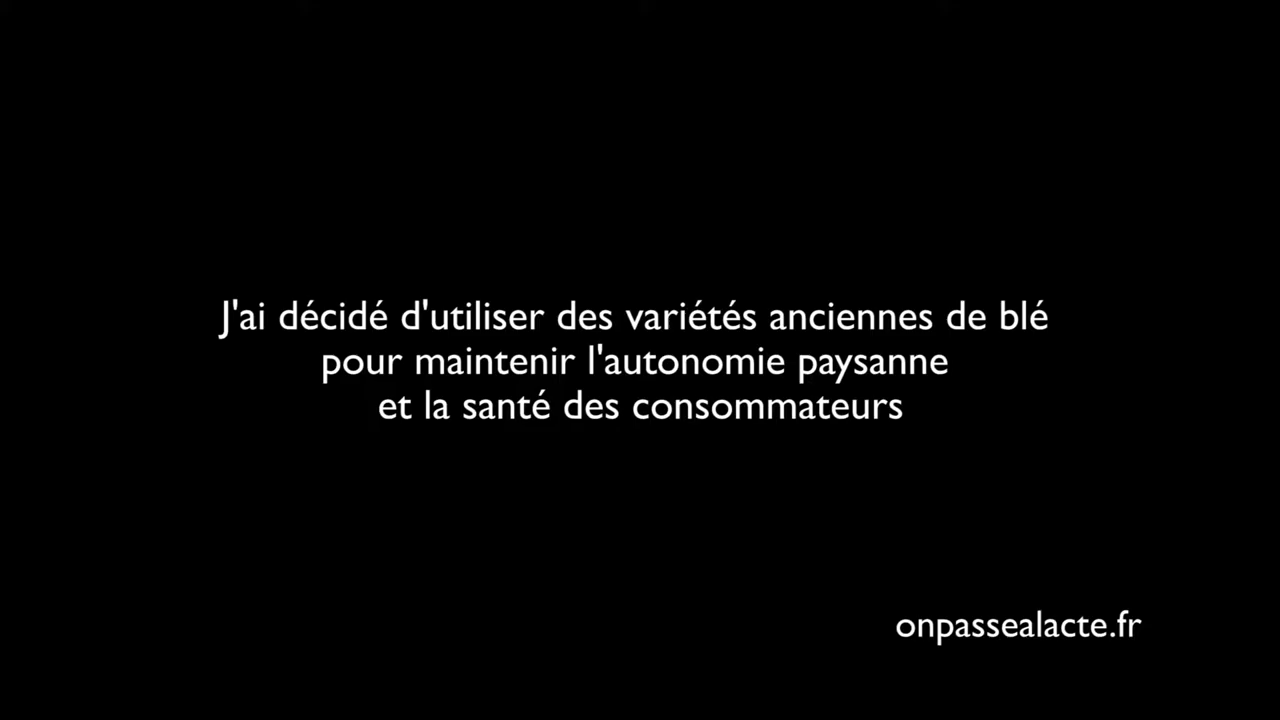 J'ai décidé d'utiliser des variétés anciennes de blé
pour maintenir l'autonomie paysanne
et la santé des consommateurs
onpassealacte.fr